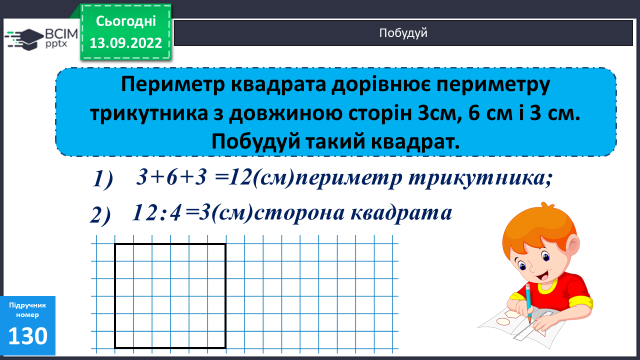 ВСІМ
pptx
Сьогодні
13.09.2022
Побудуй
Периметр квадрата дорівнює периметру
трикутника з довжиною сторін 3см, 6 см і 3 см.
Побудуй такий квадрат.
1) 3+6+3 =12(см)периметр трикутника;
2) 12:4=3(см)сторона квадрата
Підручник
номер
130